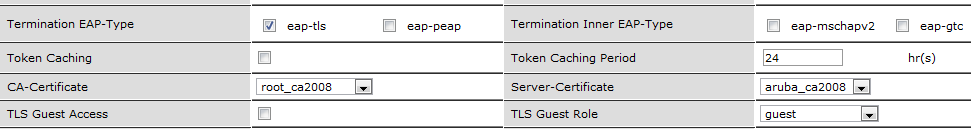 Termination EAP-Type eap-tls eap-peap Termination Inner EAP-Type eap-mschapv2 eap-gtc
Token Caching Token Caching Period 24 hr(s)
CA-Certificate root_ca2008 Server-Certificate aruba_ca2008
TLS Guest Access TLS Guest Role guest